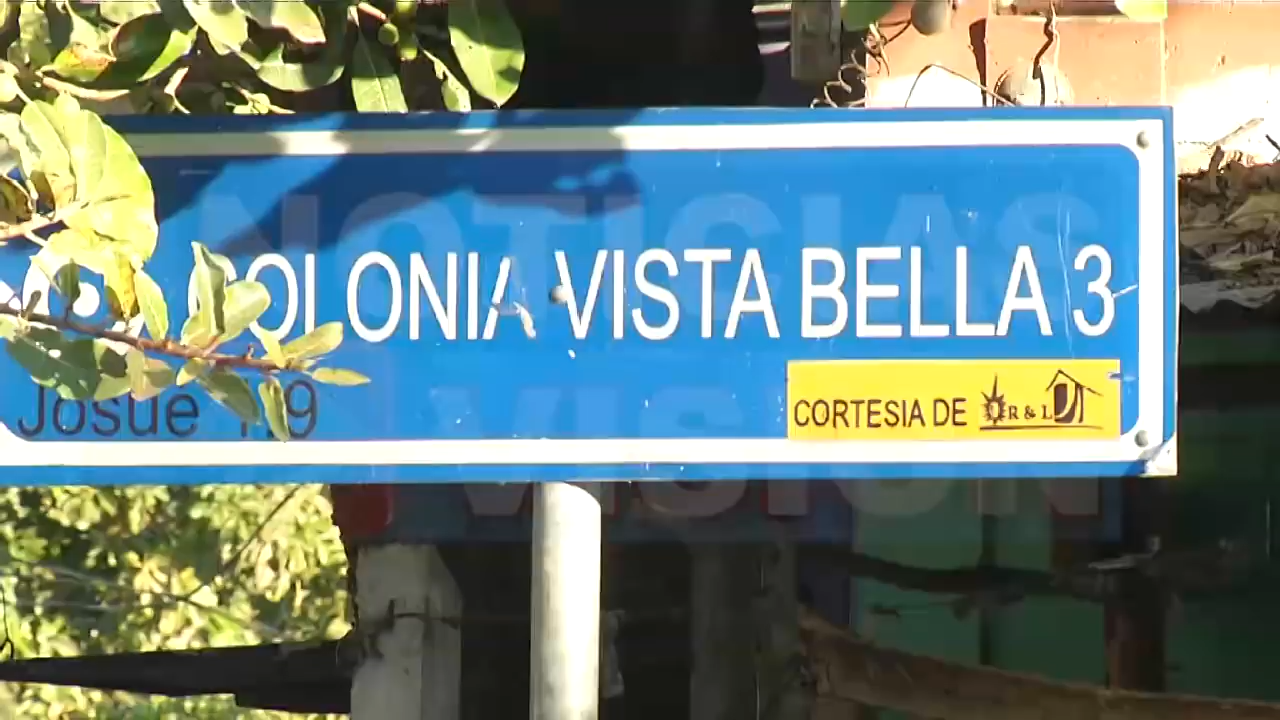 NOTICIAS
COLONIA VISTA BELLA 3
VISION
Josue 1:9
CORTESIA DE R & L